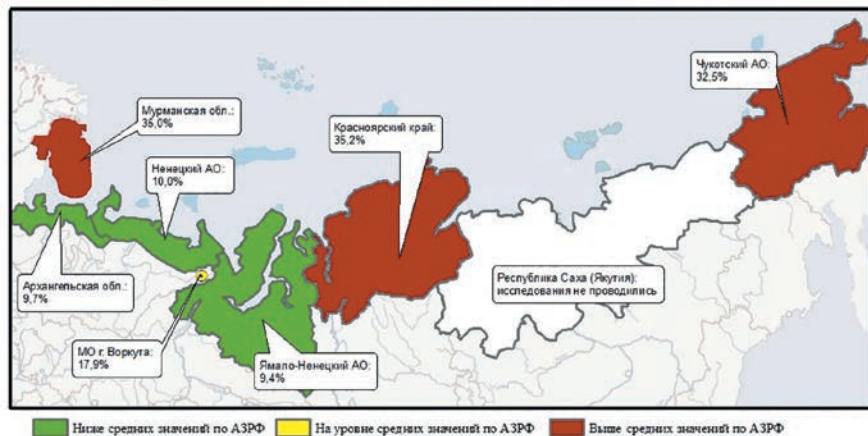 Чукотский АО:
32,5%
Мурманская обл.:
35,0%
Красноярский край:
35,2%
Ненецкий АО:
10,0%
Архангельская обл.:
9,7%
Республика Саха (Якутия):
исследования не проводились
МО г. Воркута:
17,9%
Ямало-Ненецкий АО:
9,4%
Ниже средних значений по АЗРФ
На уровне средних значений по АЗРФ
Выше средних значений по АЗРФ